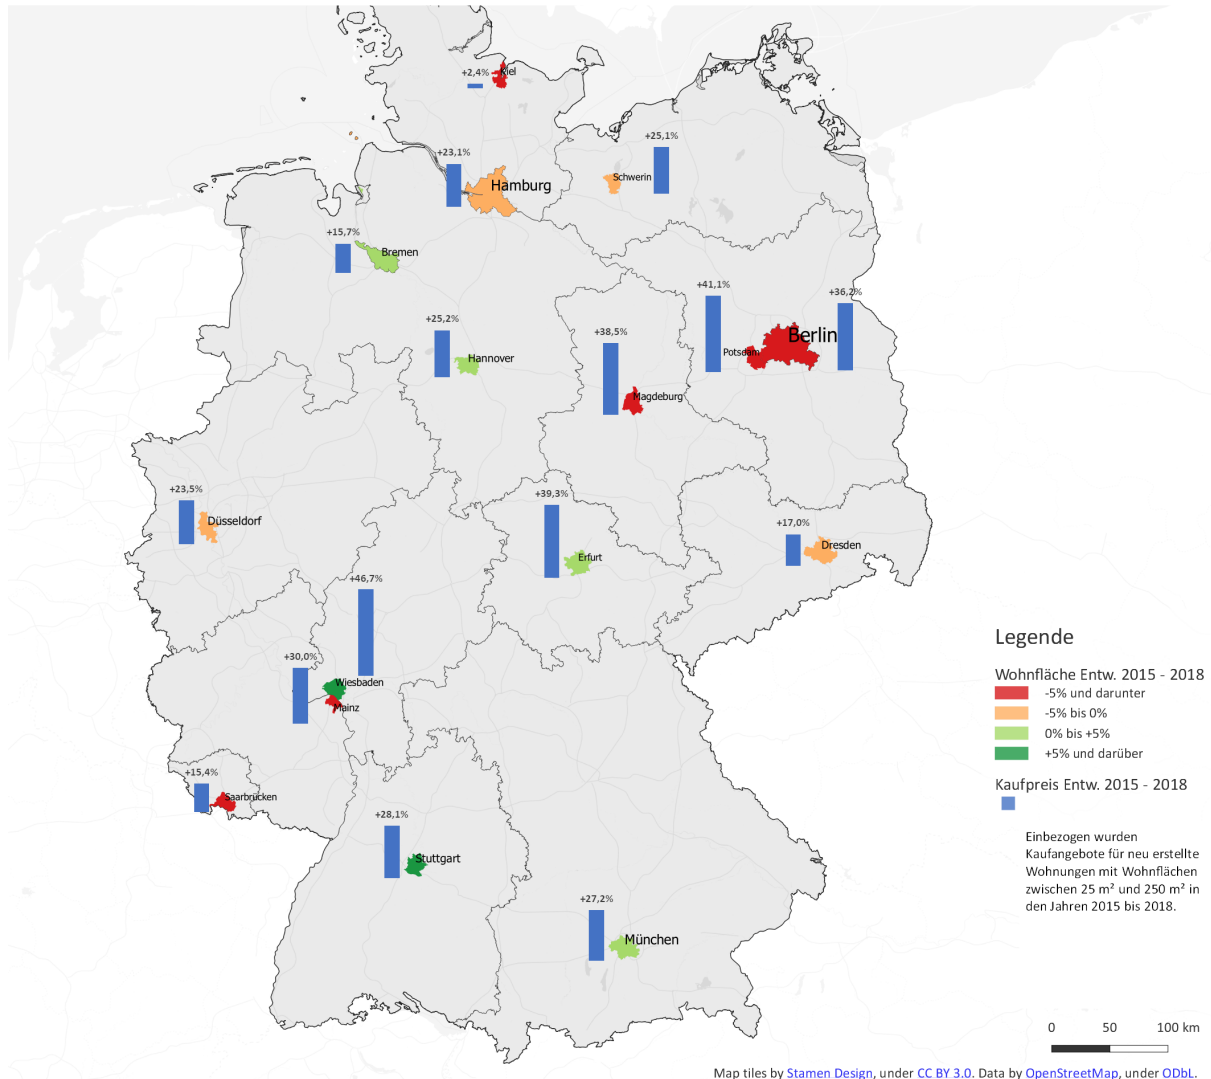 +2,4%
Kiel
+25,1%
+23,1%
Schwerin
Hamburg
+15,7%
Bremen
+41,1%
+36,2%
+25,2%
+38,5%
Berlin
Potsdam
Hannover
Magdeburg
+23,5%
+39,3%
Düsseldorf
+17,0%
Dresden
Erfurt
+46,7%
+30,0%
Wiesbaden
Mainz
+15,4%
Saarbrücken
+28,1%
Stuttgart
+27,2%
München
Legende
Wohnfläche Entw. 2015 - 2018
-5% und darunter
-5% bis 0%
0% bis +5%
+5% und darüber
Kaufpreis Entw. 2015 - 2018
Einbezogen wurden
Kaufangebote für neu erstellte
Wohnungen mit Wohnflächen
zwischen 25 m² und 250 m² in
den Jahren 2015 bis 2018.
0 50 100 km
Map tiles by Stamen Design, under CC BY 3.0. Data by OpenStreetMap, under ODbL.